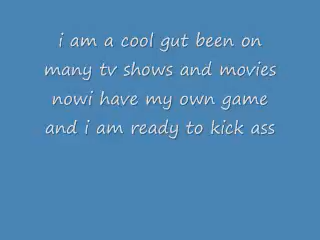 i am a cool gut been on
many tv shows and movies
nowi have my own game
and i am ready to kick ass